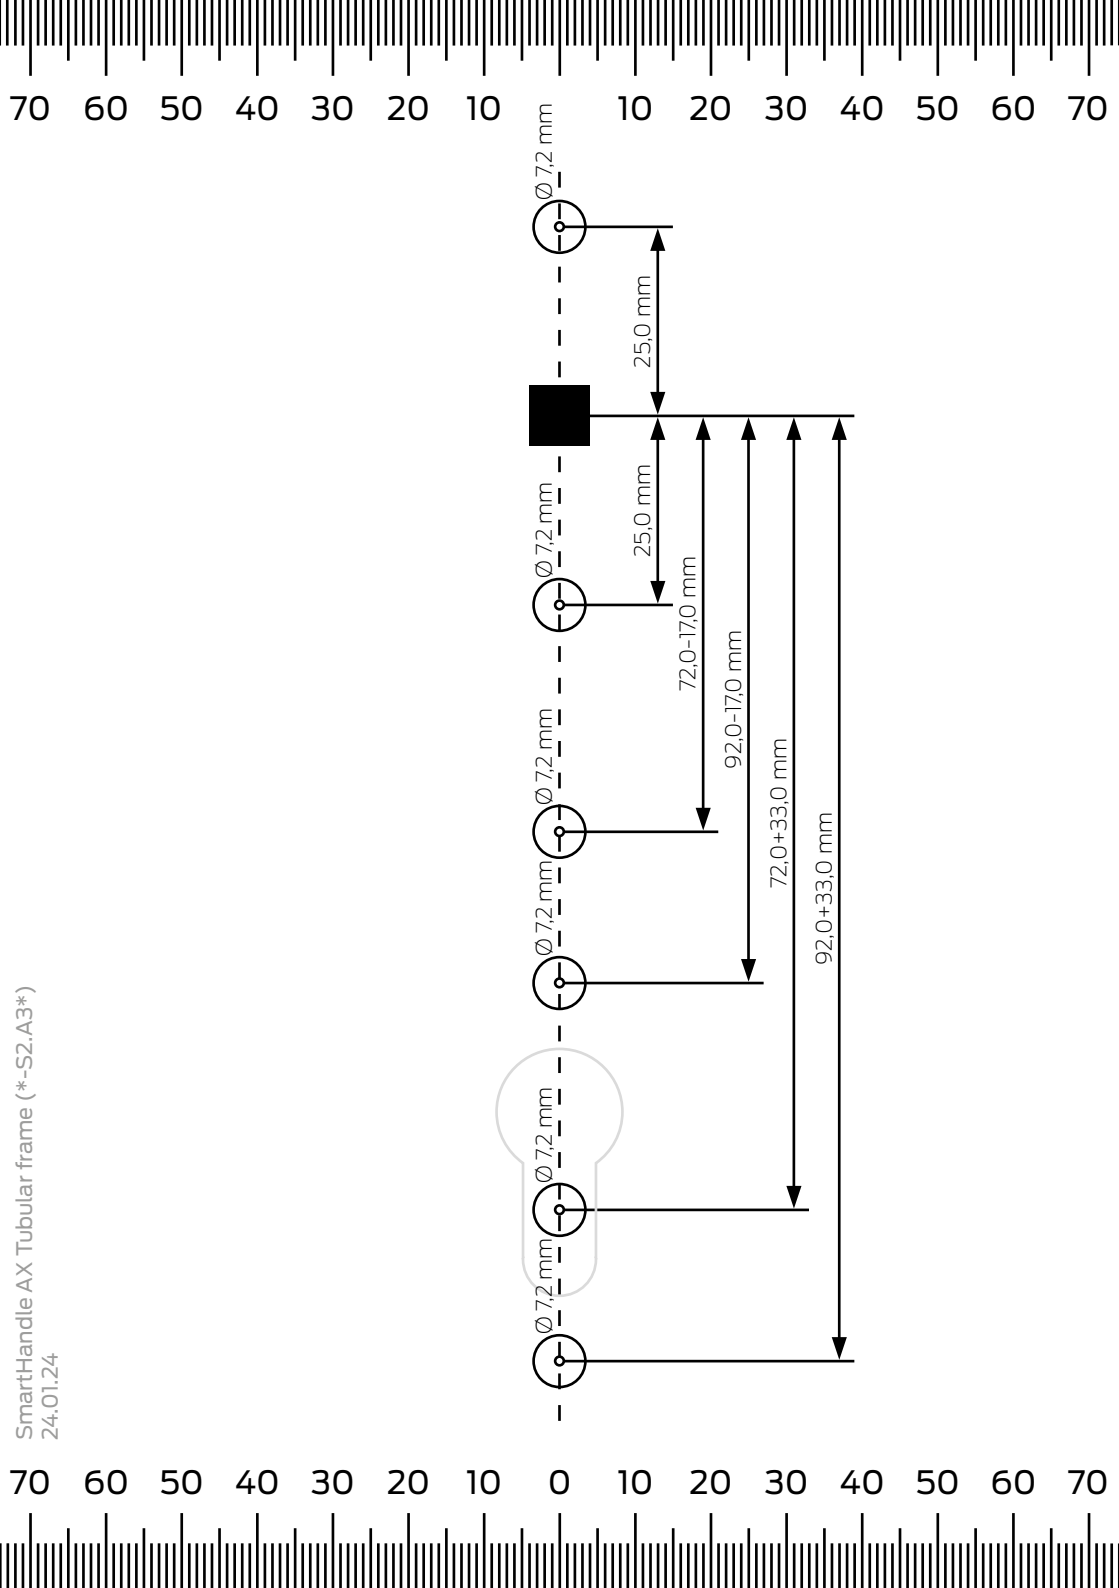 70 60 50 40 30 20 10 10 20 30 40 50 60 70
Ø 7,2 mm
25,0 mm
25,0 mm
Ø 7,2 mm
72,0-17,0 mm
92,0-17,0 mm
Ø 7,2 mm
72,0+33,0 mm
92,0+33,0 mm
Ø 7,2 mm
Ø 7,2 mm
Ø 7,2 mm
SmartHandle AX Tubular frame (*-S2.A3*)
24.01.24
70 60 50 40 30 20 10 0 10 20 30 40 50 60 70